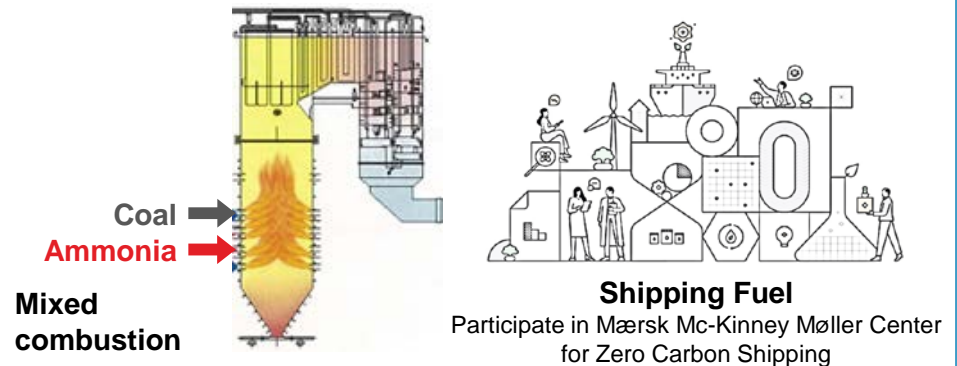 Coal
Ammonia
Mixed
combustion
Shipping Fuel
Participate in Mærsk Mc-Kinney Møller Center
for Zero Carbon Shipping